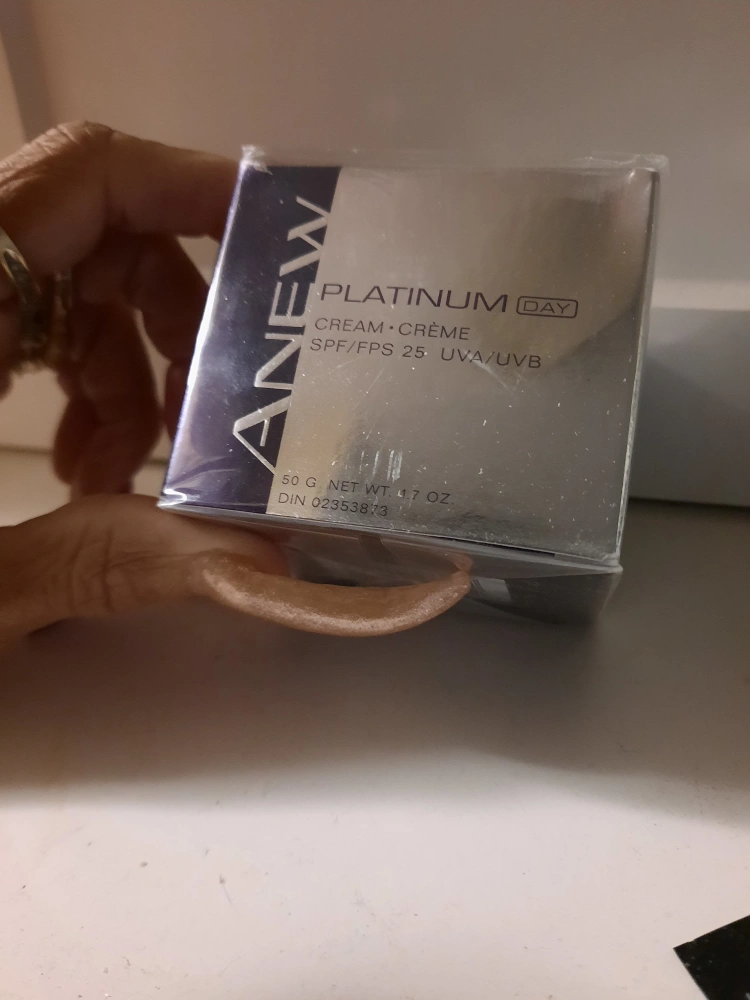 ANEW
PLATINUM DAY
CREAM • CRÈME
SPF/FPS 25 UVA/UVB
50 G NET WT. 1.7 OZ
DIN 02353873